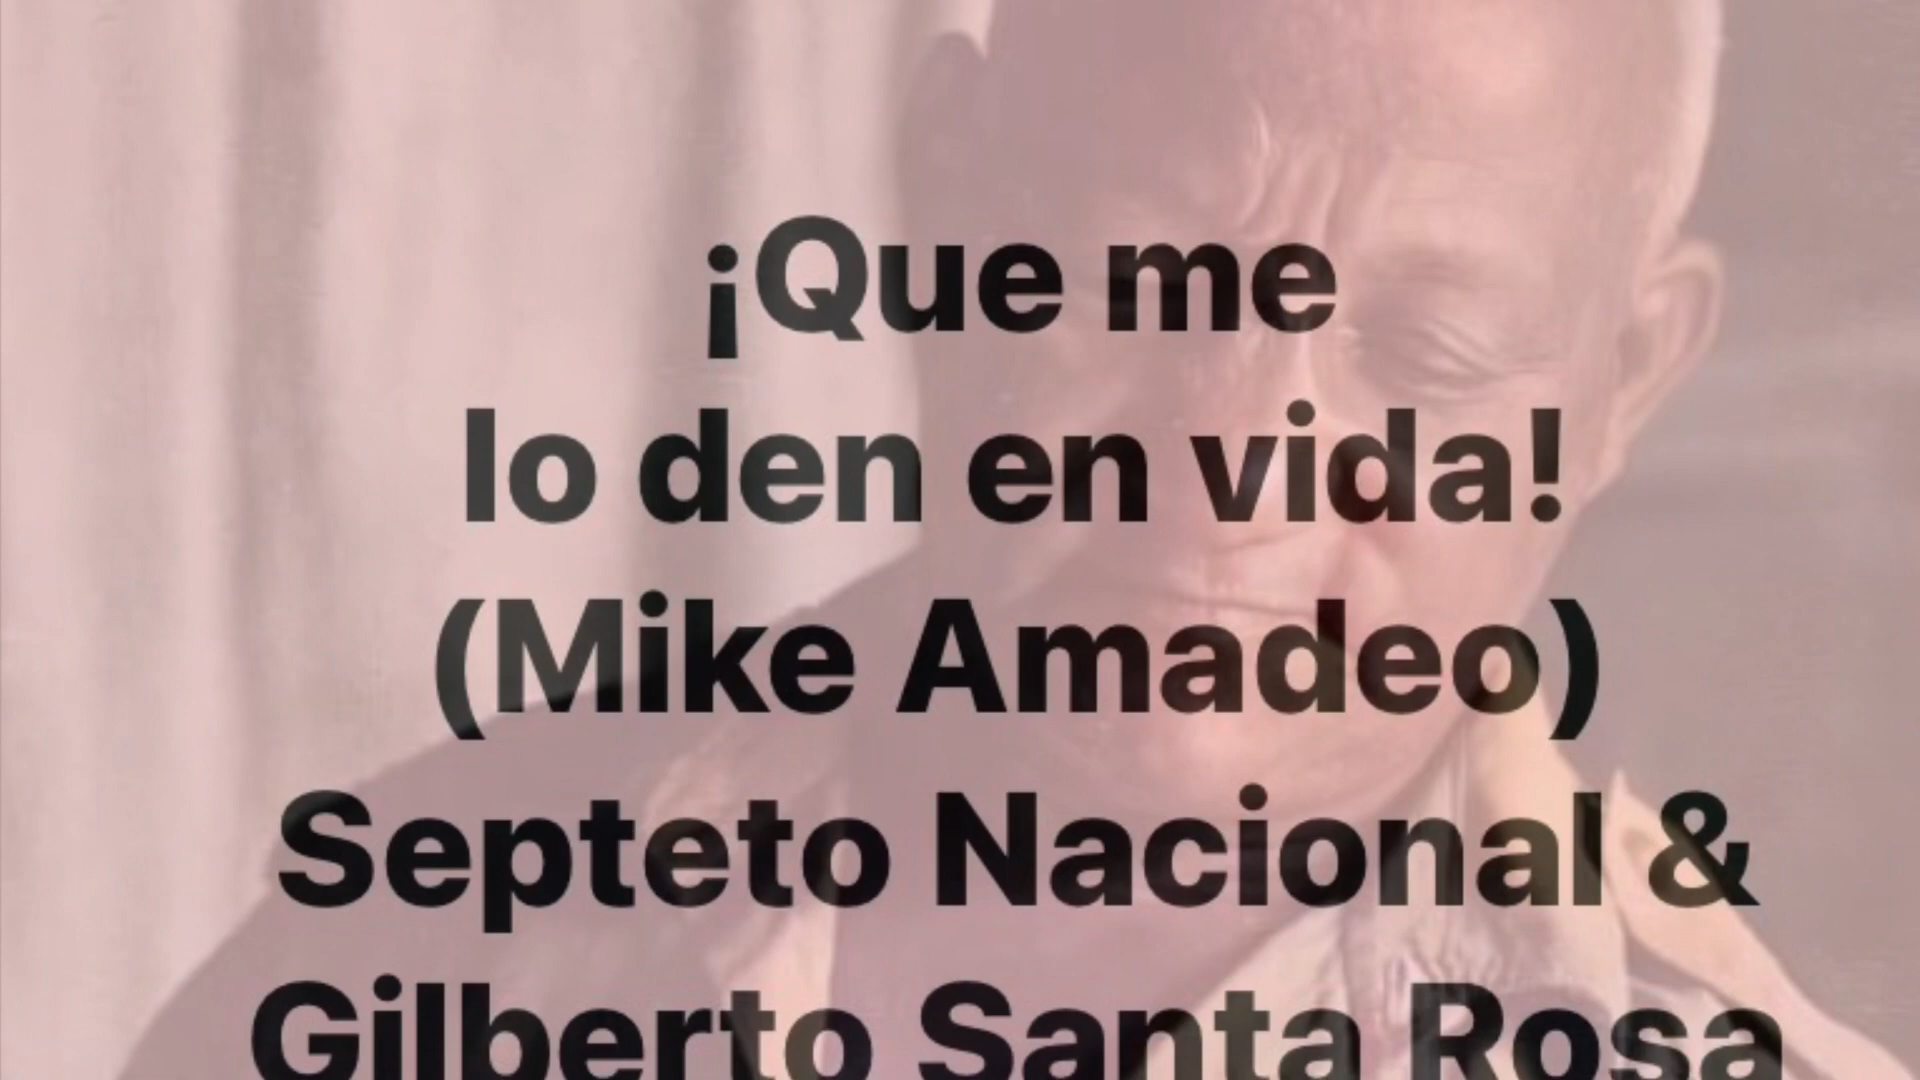 ¡Que me
lo den en vida!
(Mike Amadeo)
Septeto Nacional &
Gilberto Santa Rosa